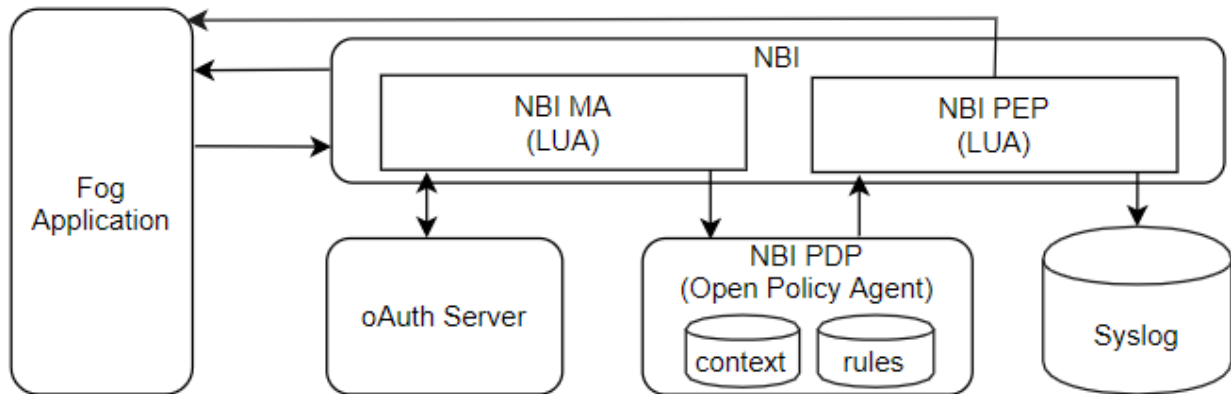 NBI
NBI MA
(LUA)
NBI PEP
(LUA)
Fog
Application
oAuth Server
NBI PDP
(Open Policy Agent)
context
rules
Syslog